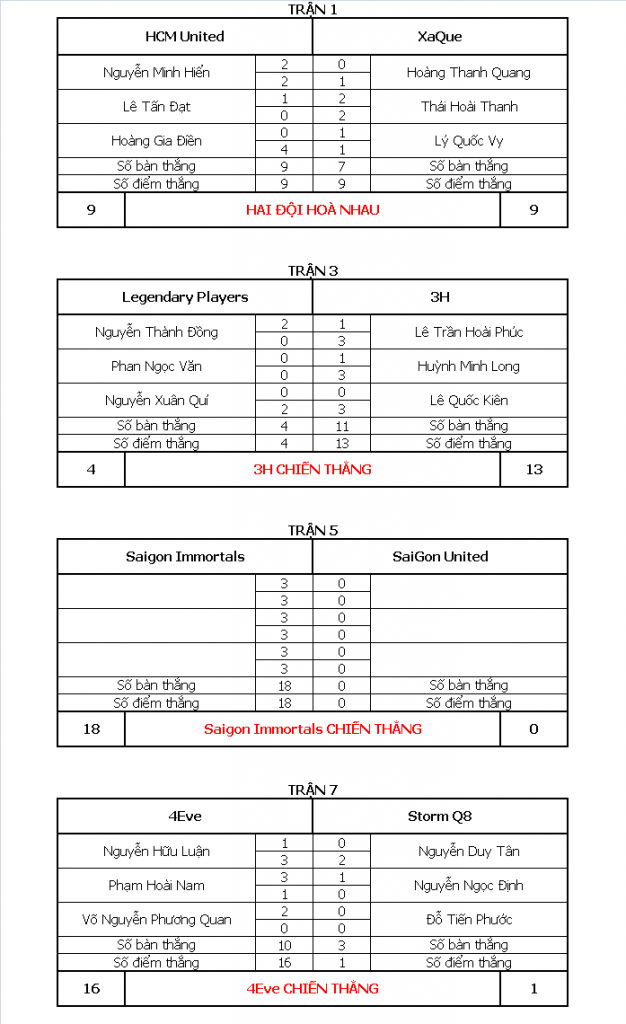 TRẬN 1
HCM United XaQue
Nguyễn Minh Hiển 2 0 Hoàng Thanh Quang
2 1
Lê Tấn Đạt 1 2 Thái Hoài Thanh
0 2
Hoàng Gia Điền 0 1 Lý Quốc Vy
4 1
Số bàn thắng 9 7 Số bàn thắng
Số điểm thắng 9 9 Số điểm thắng
9 HAI ĐỘI HOÀ NHAU 9
TRẬN 3
Legendary Players 3H
Nguyễn Thành Đồng 2 1 Lê Trần Hoài Phúc
0 3
Phan Ngọc Văn 0 1 Huỳnh Minh Long
0 3
Nguyễn Xuân Quí 0 0 Lê Quốc Kiên
2 3
Số bàn thắng 4 11 Số bàn thắng
Số điểm thắng 4 13 Số điểm thắng
4 3H CHIẾN THẮNG 13
TRẬN 5
Saigon Immortals SaiGon United
3 0
3 0
3 0
3 0
3 0
3 0
Số bàn thắng 18 0 Số bàn thắng
Số điểm thắng 18 0 Số điểm thắng
18 Saigon Immortals CHIẾN THẮNG 0
TRẬN 7
4Eve Storm Q8
Nguyễn Hữu Luận 1 0 Nguyễn Duy Tân
3 2
Phạm Hoài Nam 3 1 Nguyễn Ngọc Định
1 0
Võ Nguyễn Phương Quan 2 0 Đỗ Tiến Phước
0 0
Số bàn thắng 10 3 Số bàn thắng
Số điểm thắng 16 1 Số điểm thắng
16 4Eve CHIẾN THẮNG 1